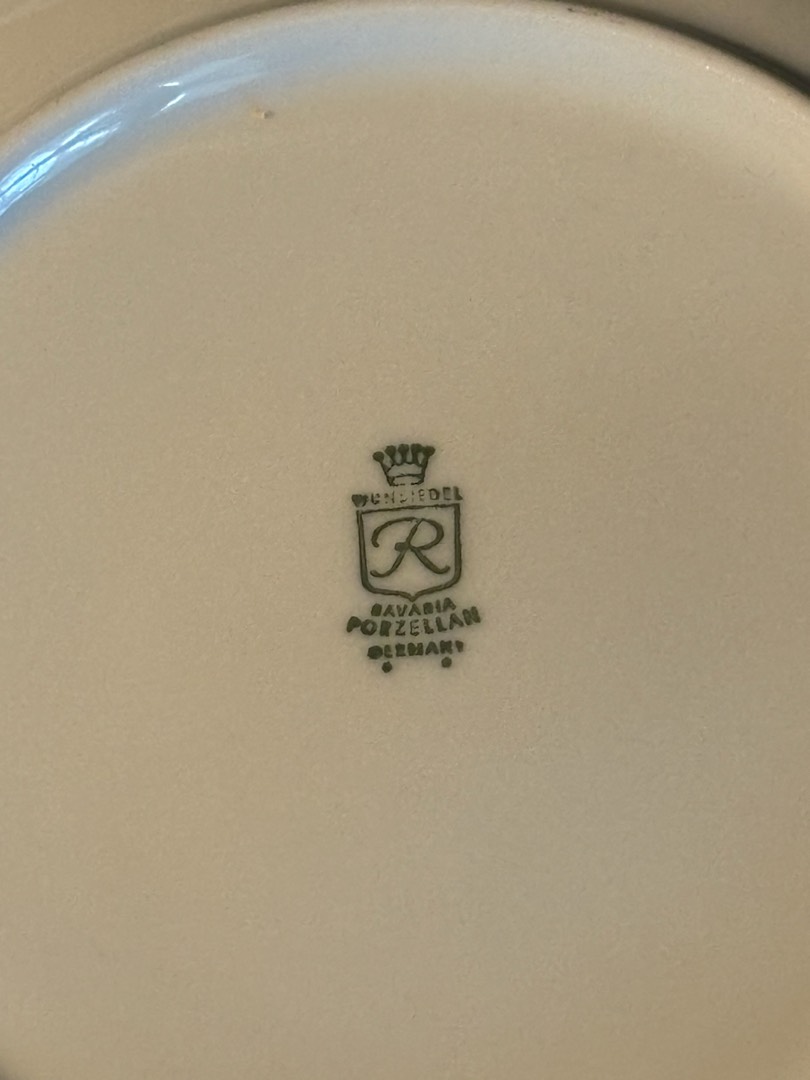 WUNSIEDEL
R
BAVARIA
PORZELLAN
GERMANY